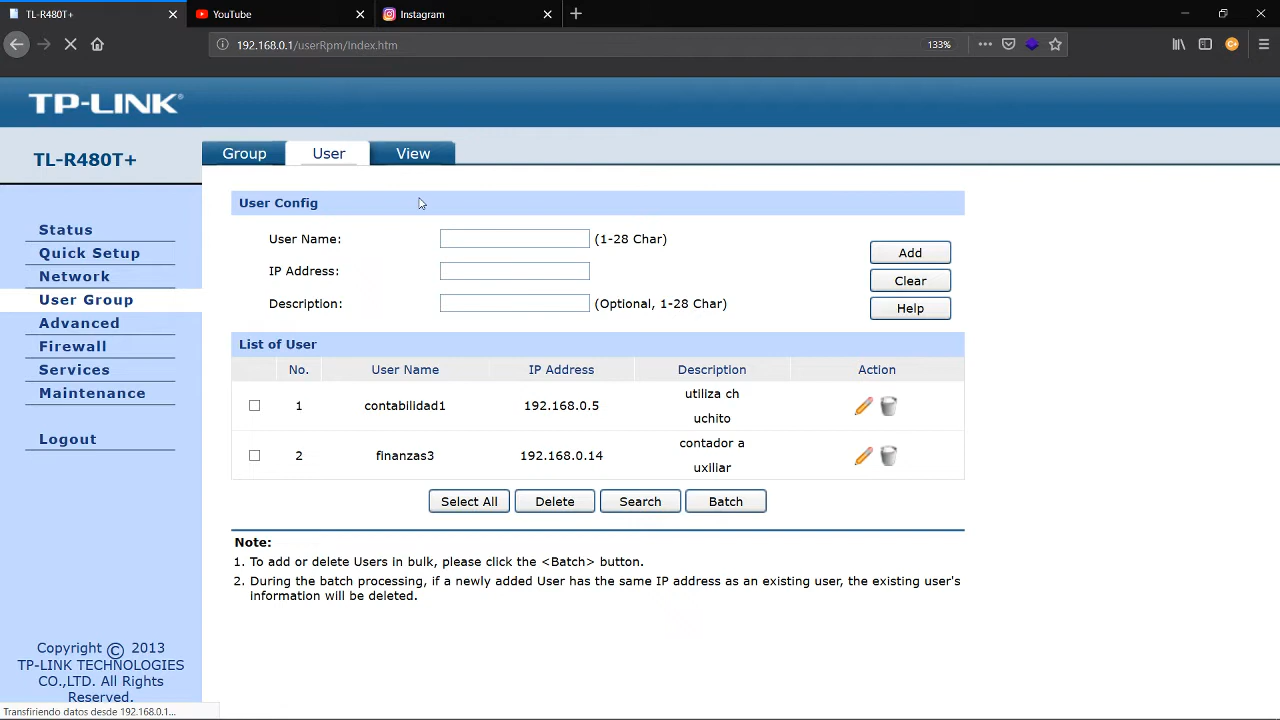 TL-R480T+
YouTube
Instagram
192.168.0.1/userRpm/Index.htm
133%
TP-LINK®
TL-R480T+
Group
User
View
Status
Quick Setup
Network
User Group
Advanced
Firewall
Services
Maintenance
Logout
User Config
User Name:
(1-28 Char)
IP Address:
Description:
(Optional, 1-28 Char)
Add
Clear
Help
List of User
No. User Name IP Address Description Action
1 contabilidad1 192.168.0.5 utiliza ch
uchito
2 finanzas3 192.168.0.14 contador a
uxiliar
Select All Delete Search Batch
Note:
1. To add or delete Users in bulk, please click the <Batch> button.
2. During the batch processing, if a newly added User has the same IP address as an existing user, the existing user's
information will be deleted.
Copyright © 2013
TP-LINK TECHNOLOGIES
CO.,LTD. All Rights
Reserved.
Transfiriendo datos desde 192.168.0.1...